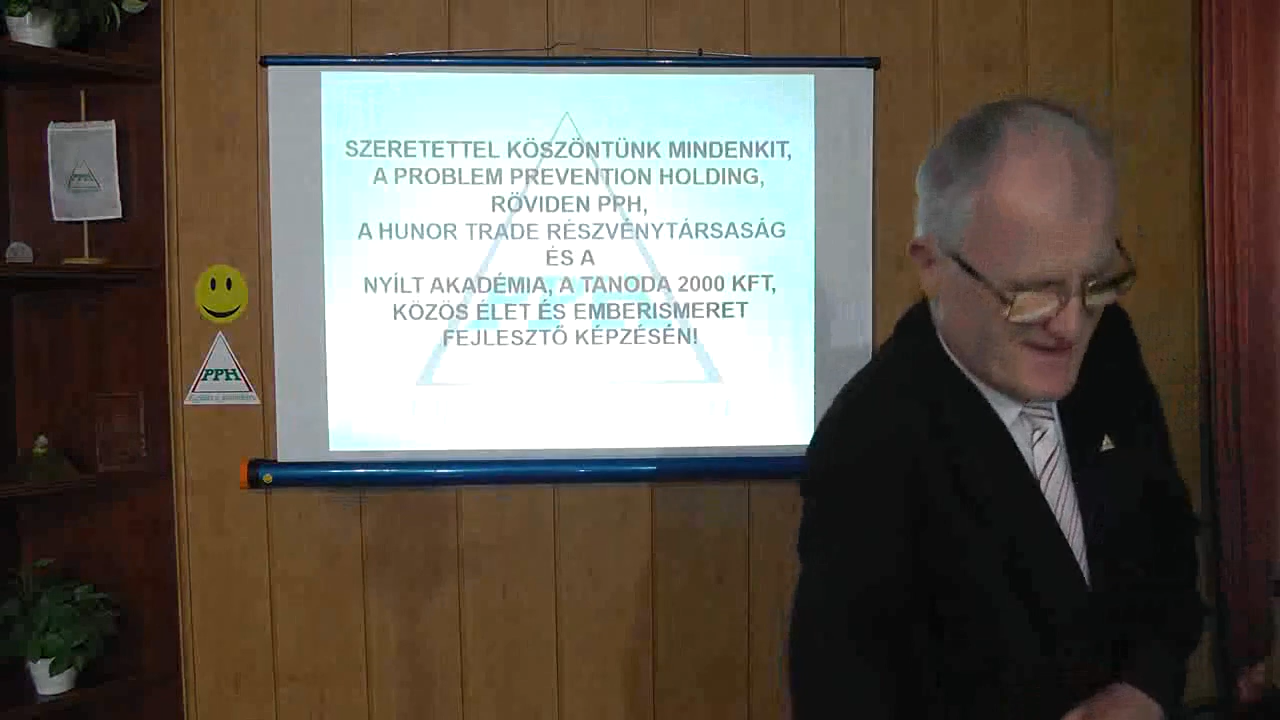 SZERETETTEL KÖSZÖNTÜNK MINDENKIT,
A PROBLEM PREVENTION HOLDING,
RÖVIDEN PPH,
A HUNOR TRADE RÉSZVÉNYTÁRSASÁG
ÉS A
NYÍLT AKADÉMIA, A TANODA 2000 KFT,
KÖZÖS ÉLET ÉS EMBERISMERET
FEJLESZTŐ KÉPZÉSÉN!
PPH
PPH